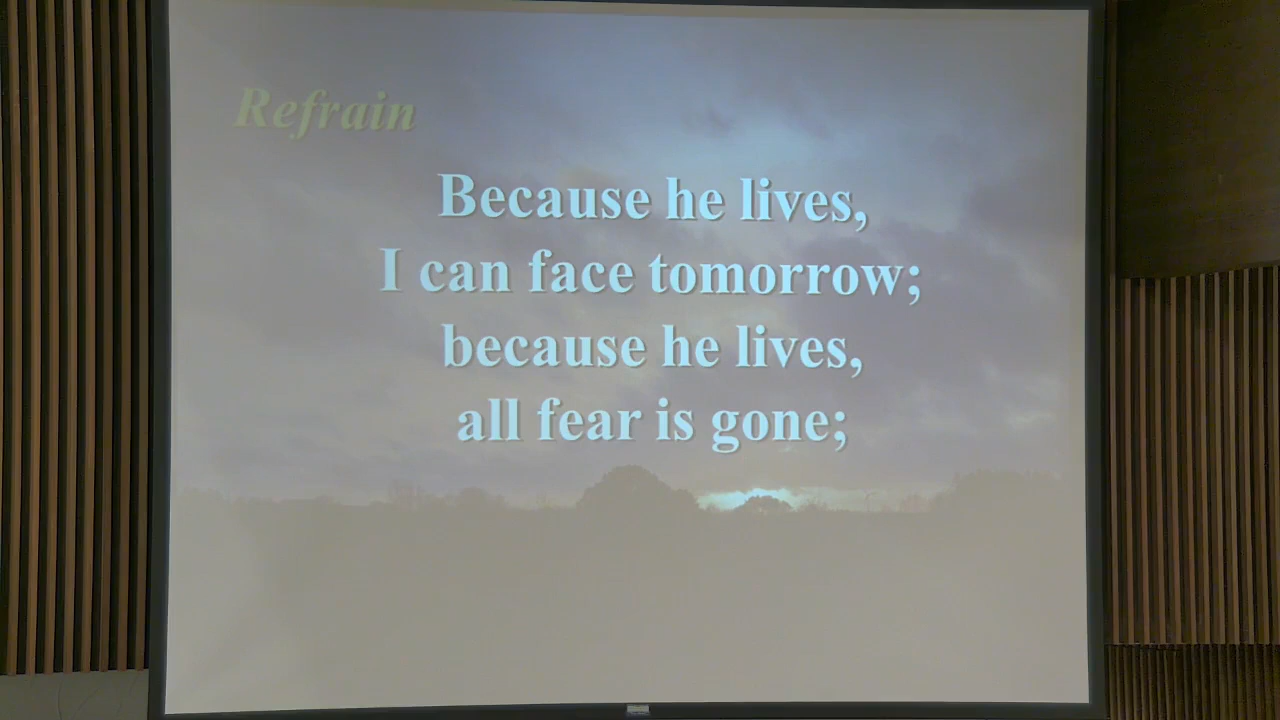 Refrain
Because he lives,
I can face tomorrow;
because he lives,
all fear is gone;